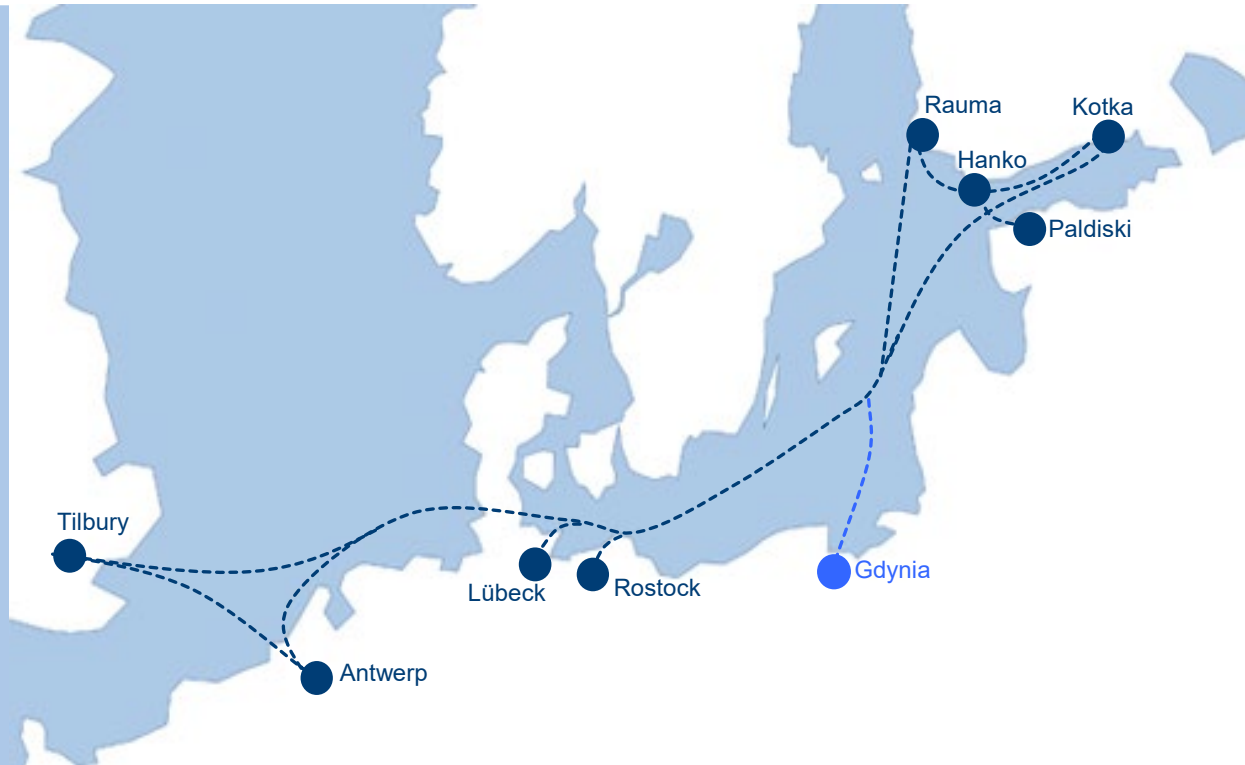 Rauma
Kotka
Hanko
Paldiski
Tilbury
Lübeck
Rostock
Gdynia
Antwerp